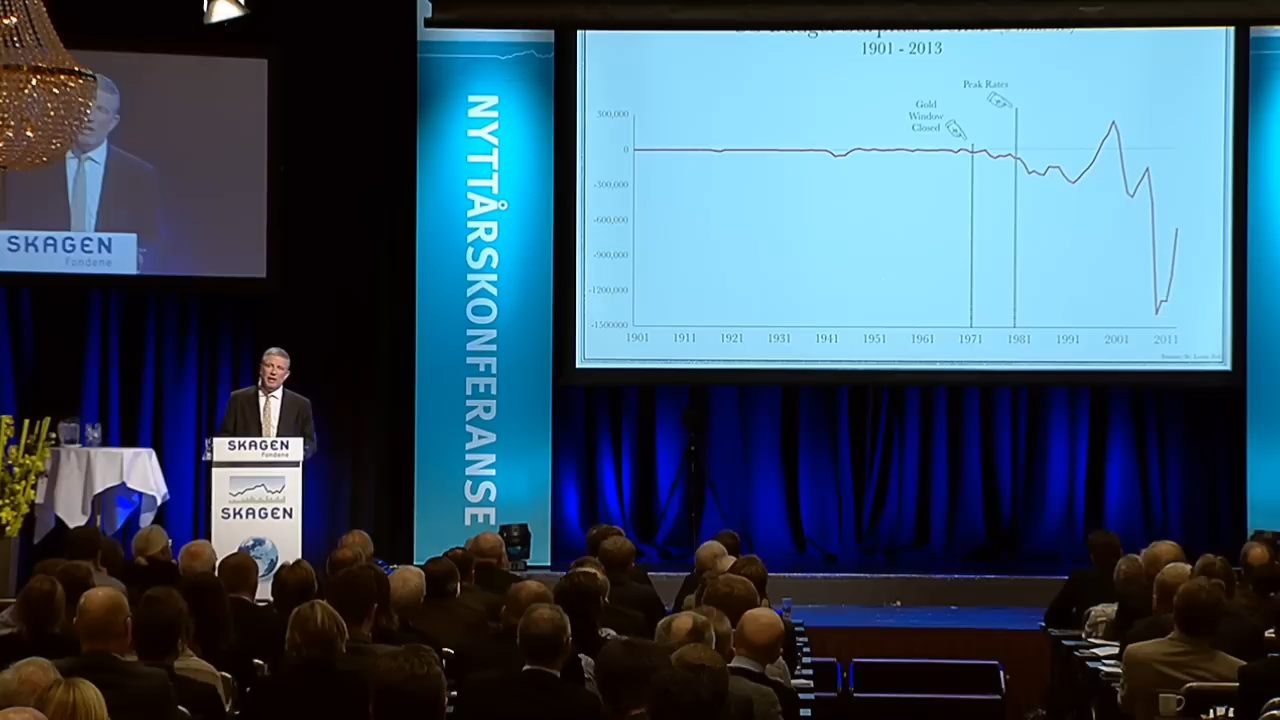 SKAGEN
fondene
SKAGEN
fondene
SKAGEN
NYTTÅRSKONFERANSE
1901 - 2013
Peak Rates
Gold
Window
Closed
300,000
0
-300,000
-600,000
-900,000
-1200,000
-1500000
1901 1911 1921 1931 1941 1951 1961 1971 1981 1991 2001 2011